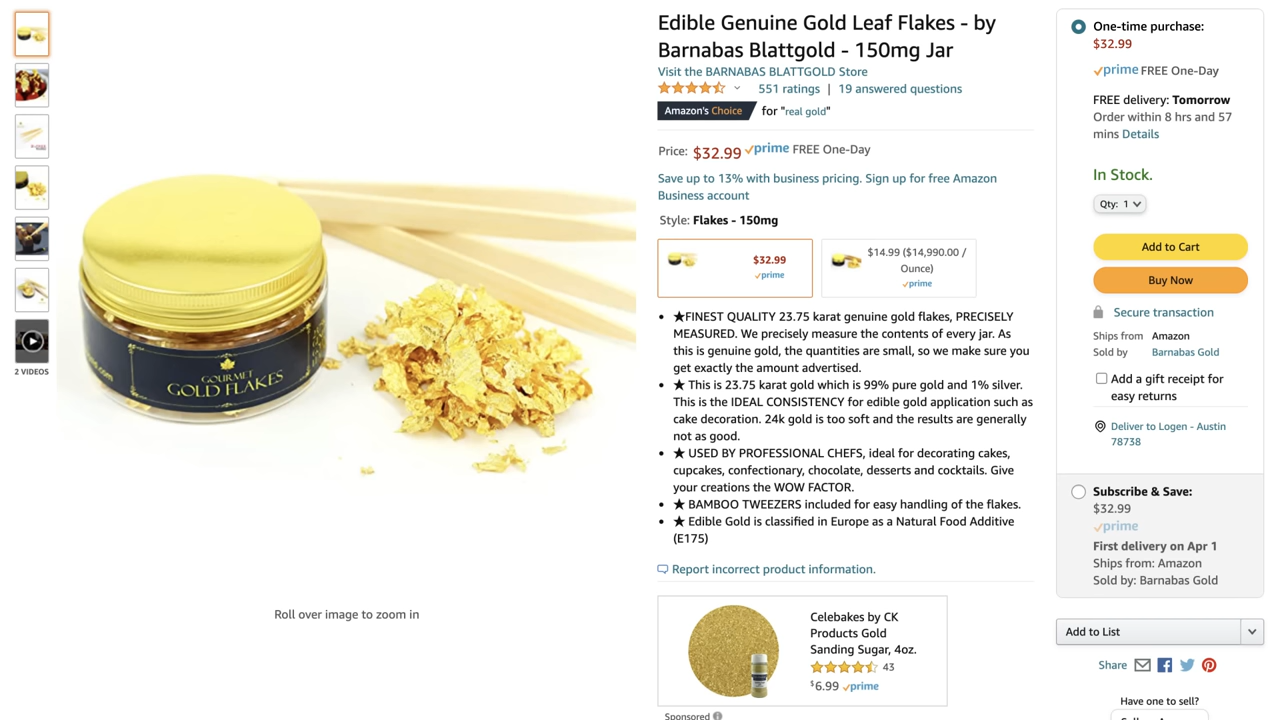 2 VIDEOS
GOURMET
GOLD FLAKES
Roll over image to zoom in
Edible Genuine Gold Leaf Flakes - by
Barnabas Blattgold - 150mg Jar
Visit the BARNABAS BLATTGOLD Store
551 ratings | 19 answered questions
Amazon's Choice for "real gold"
Price: $32.99 prime FREE One-Day
Save up to 13% with business pricing. Sign up for free Amazon
Business account
Style: Flakes - 150mg
$32.99
prime
$14.99 ($14,990.00 /
Ounce)
prime
• ★FINEST QUALITY 23.75 karat genuine gold flakes, PRECISELY
MEASURED. We precisely measure the contents of every jar. As
this is genuine gold, the quantities are small, so we make sure you
get exactly the amount advertised.
• ★ This is 23.75 karat gold which is 99% pure gold and 1% silver.
This is the IDEAL CONSISTENCY for edible gold application such as
cake decoration. 24k gold is too soft and the results are generally
not as good.
• ★ USED BY PROFESSIONAL CHEFS, ideal for decorating cakes,
cupcakes, confectionary, chocolate, desserts and cocktails. Give
your creations the WOW FACTOR.
• ★ BAMBOO TWEEZERS included for easy handling of the flakes.
• ★ Edible Gold is classified in Europe as a Natural Food Additive
(E175)
Report incorrect product information.
Celebakes by CK
Products Gold
Sanding Sugar, 4oz.
43
$6.99 prime
Sponsored
One-time purchase:
$32.99
prime FREE One-Day
FREE delivery: Tomorrow
Order within 8 hrs and 57
mins Details
In Stock.
Qty: 1
Add to Cart
Buy Now
Secure transaction
Ships from Amazon
Sold by Barnabas Gold
Add a gift receipt for
easy returns
Deliver to Logen - Austin
78738
Subscribe & Save:
$32.99
prime
First delivery on Apr 1
Ships from: Amazon
Sold by: Barnabas Gold
Add to List
Share
Have one to sell?